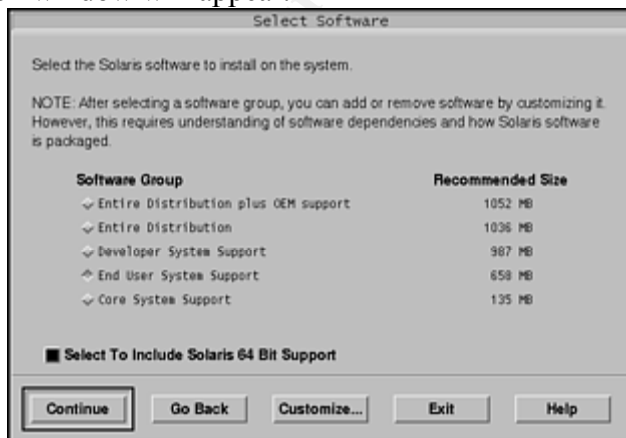 Select Software
Select the Solaris software to install on the system.
NOTE: After selecting a software group, you can add or remove software by customizing it.
However, this requires understanding of software dependencies and how Solaris software
is packaged.
Software Group Recommended Size
Entire Distribution plus OEM support 1052 MB
Entire Distribution 1036 MB
Developer System Support 987 MB
End User System Support 658 MB
Core System Support 135 MB
Select To Include Solaris 64 Bit Support
Continue Go Back Customize... Exit Help